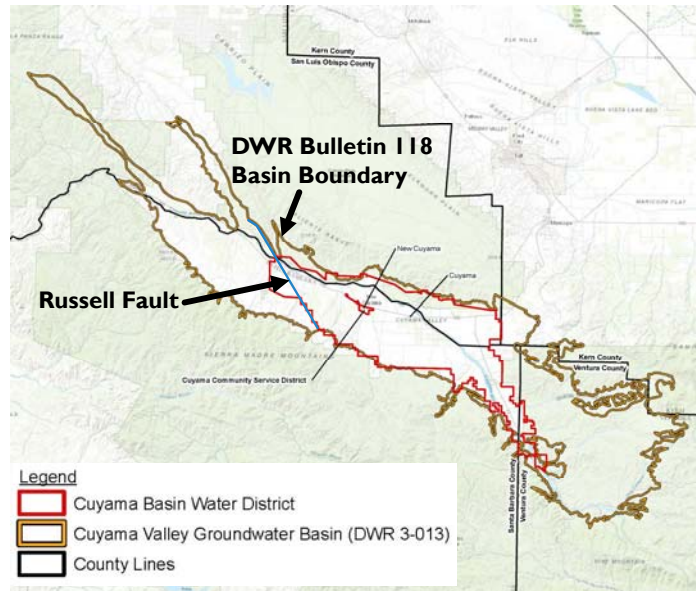 Kern County
San Luis Obispo County
DWR Bulletin 118
Basin Boundary
New Cuyama
Cuyama
Russell Fault
CUYAMA VALLEY
SIERRA MADRE MOUNTAINS
Cuyama Community Service District
Kern County
Ventura County
Santa Barbara County
Ventura County
Legend
Cuyama Basin Water District
Cuyama Valley Groundwater Basin (DWR 3-013)
County Lines